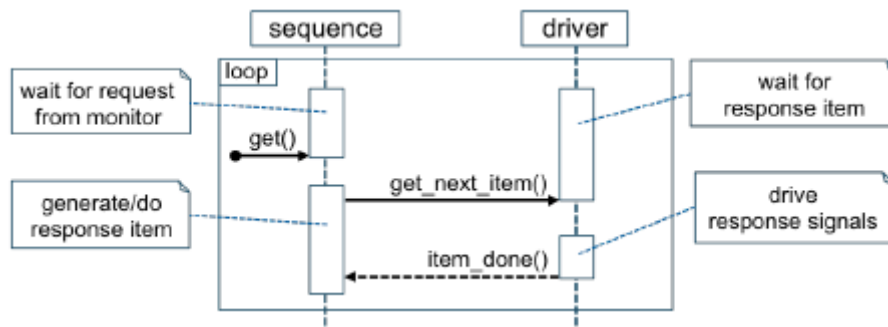 sequence
driver
loop
wait for request
from monitor
wait for
response item
get()
get_next_item()
generate/do
response item
drive
response signals
item_done()